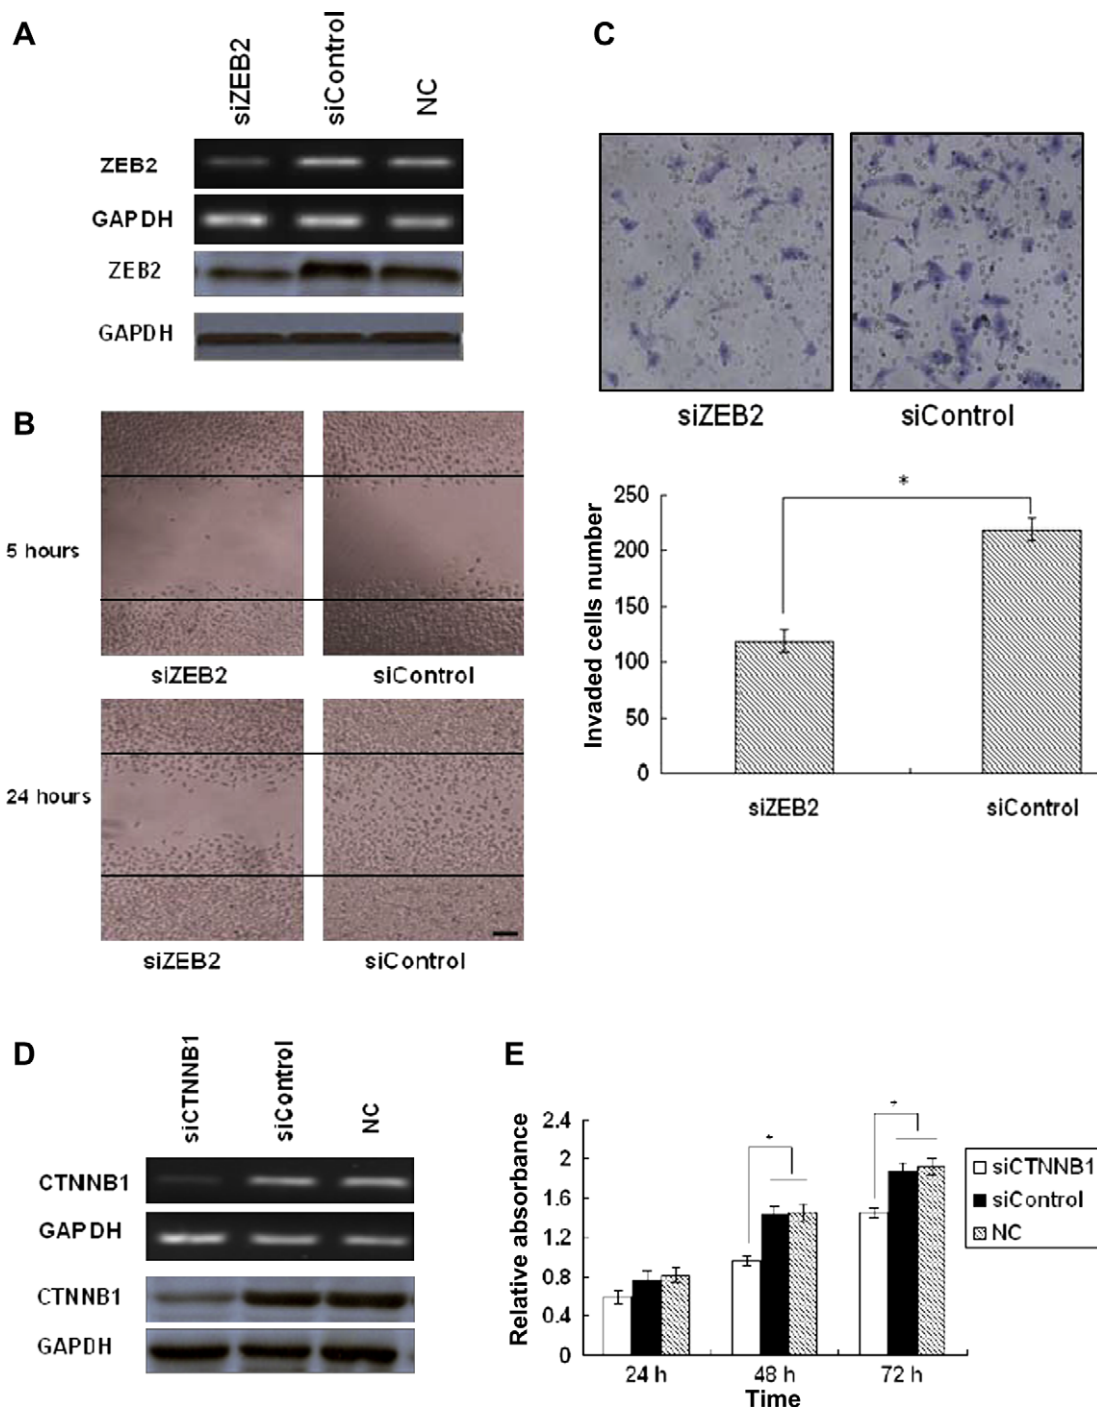 A
siZEB2
siControl
NC
ZEB2
GAPDH
ZEB2
GAPDH
B
5 hours
siZEB2
siControl
24 hours
siZEB2
siControl
C
siZEB2
siControl
*
250
200
150
100
50
0
Invaded cells number
siZEB2
siControl
D
siCTNNB1
siControl
NC
CTNNB1
GAPDH
CTNNB1
GAPDH
E
2.4
2
1.6
1.2
0.8
0.4
0
Relative absorbance
*
*
24 h
48 h
72 h
Time
siCTNNB1
siControl
NC